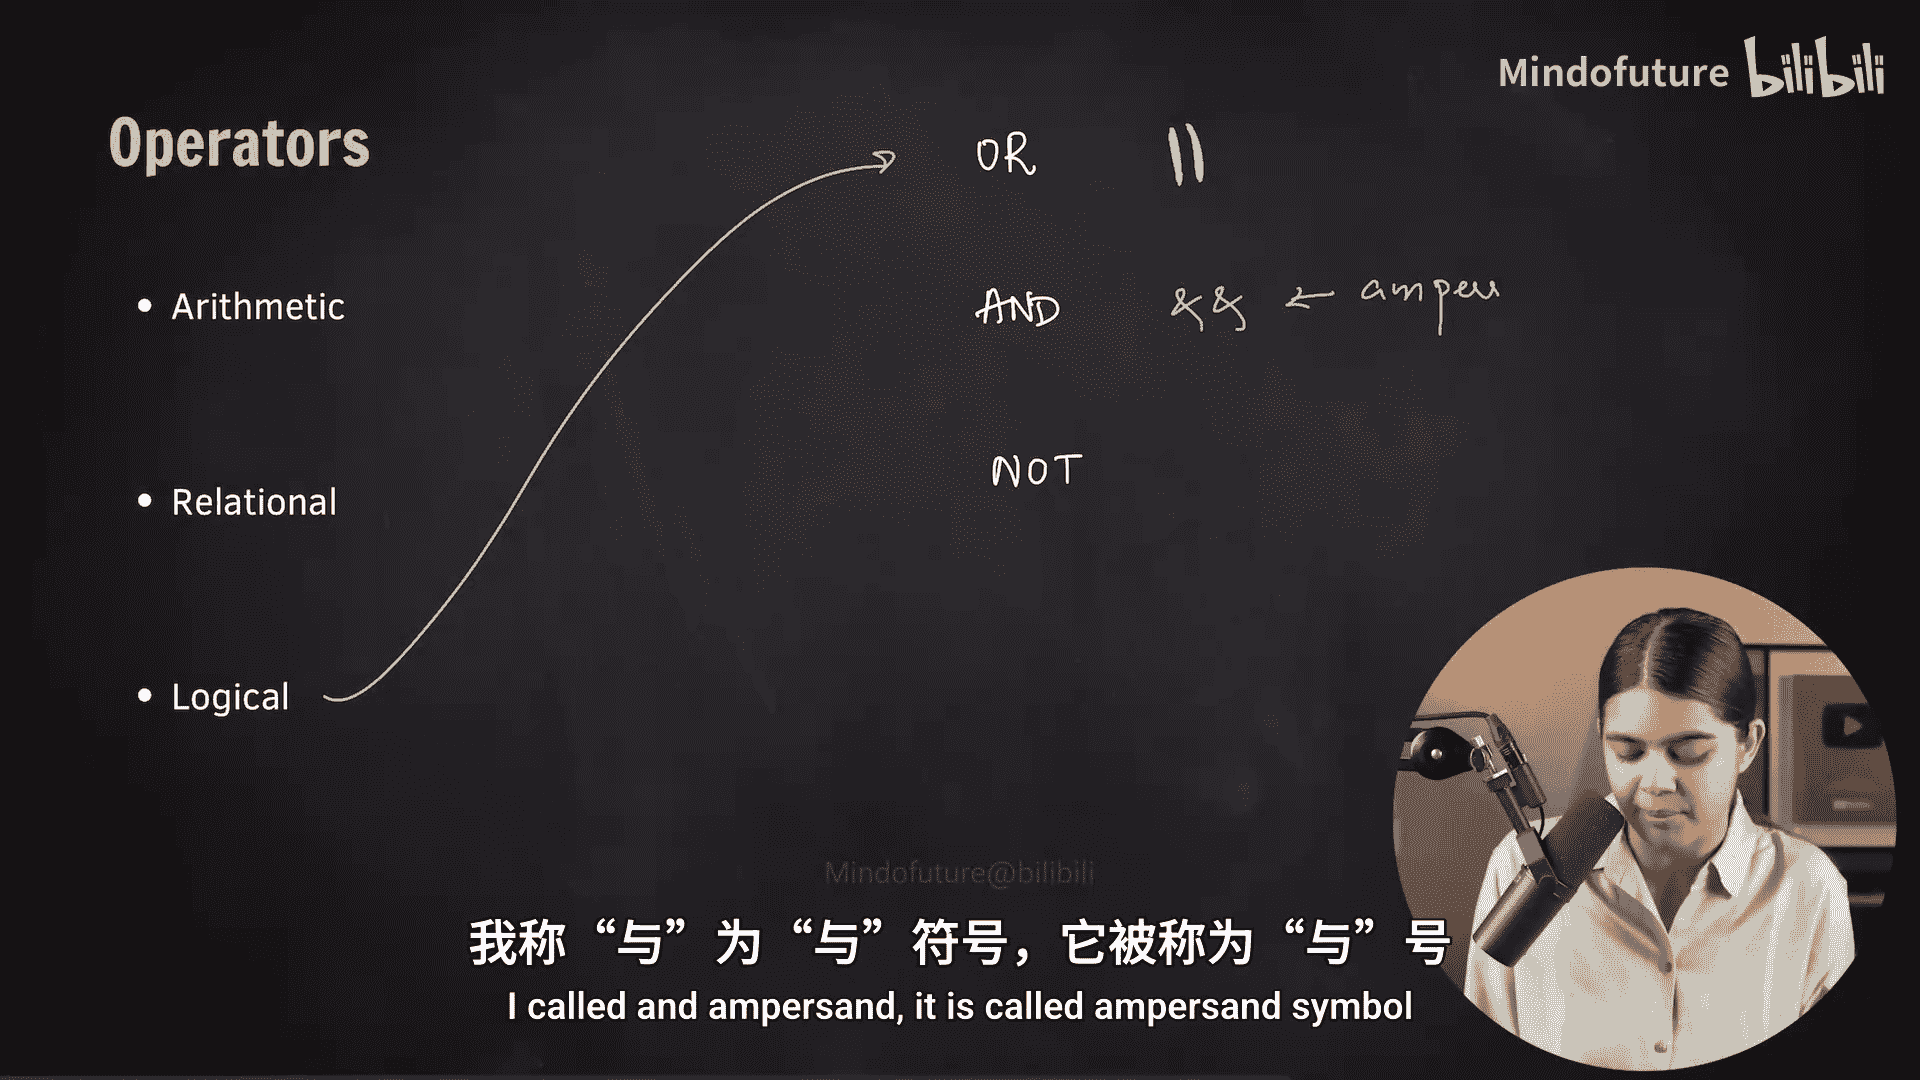 Mindofuture bilibili
Operators
OR ||
• Arithmetic
AND && ← ampers
NOT
• Relational
• Logical
Mindofuture@bilibili
我称“与”为“与”符号，它被称为“与”号
I called and ampersand, it is called ampersand symbol